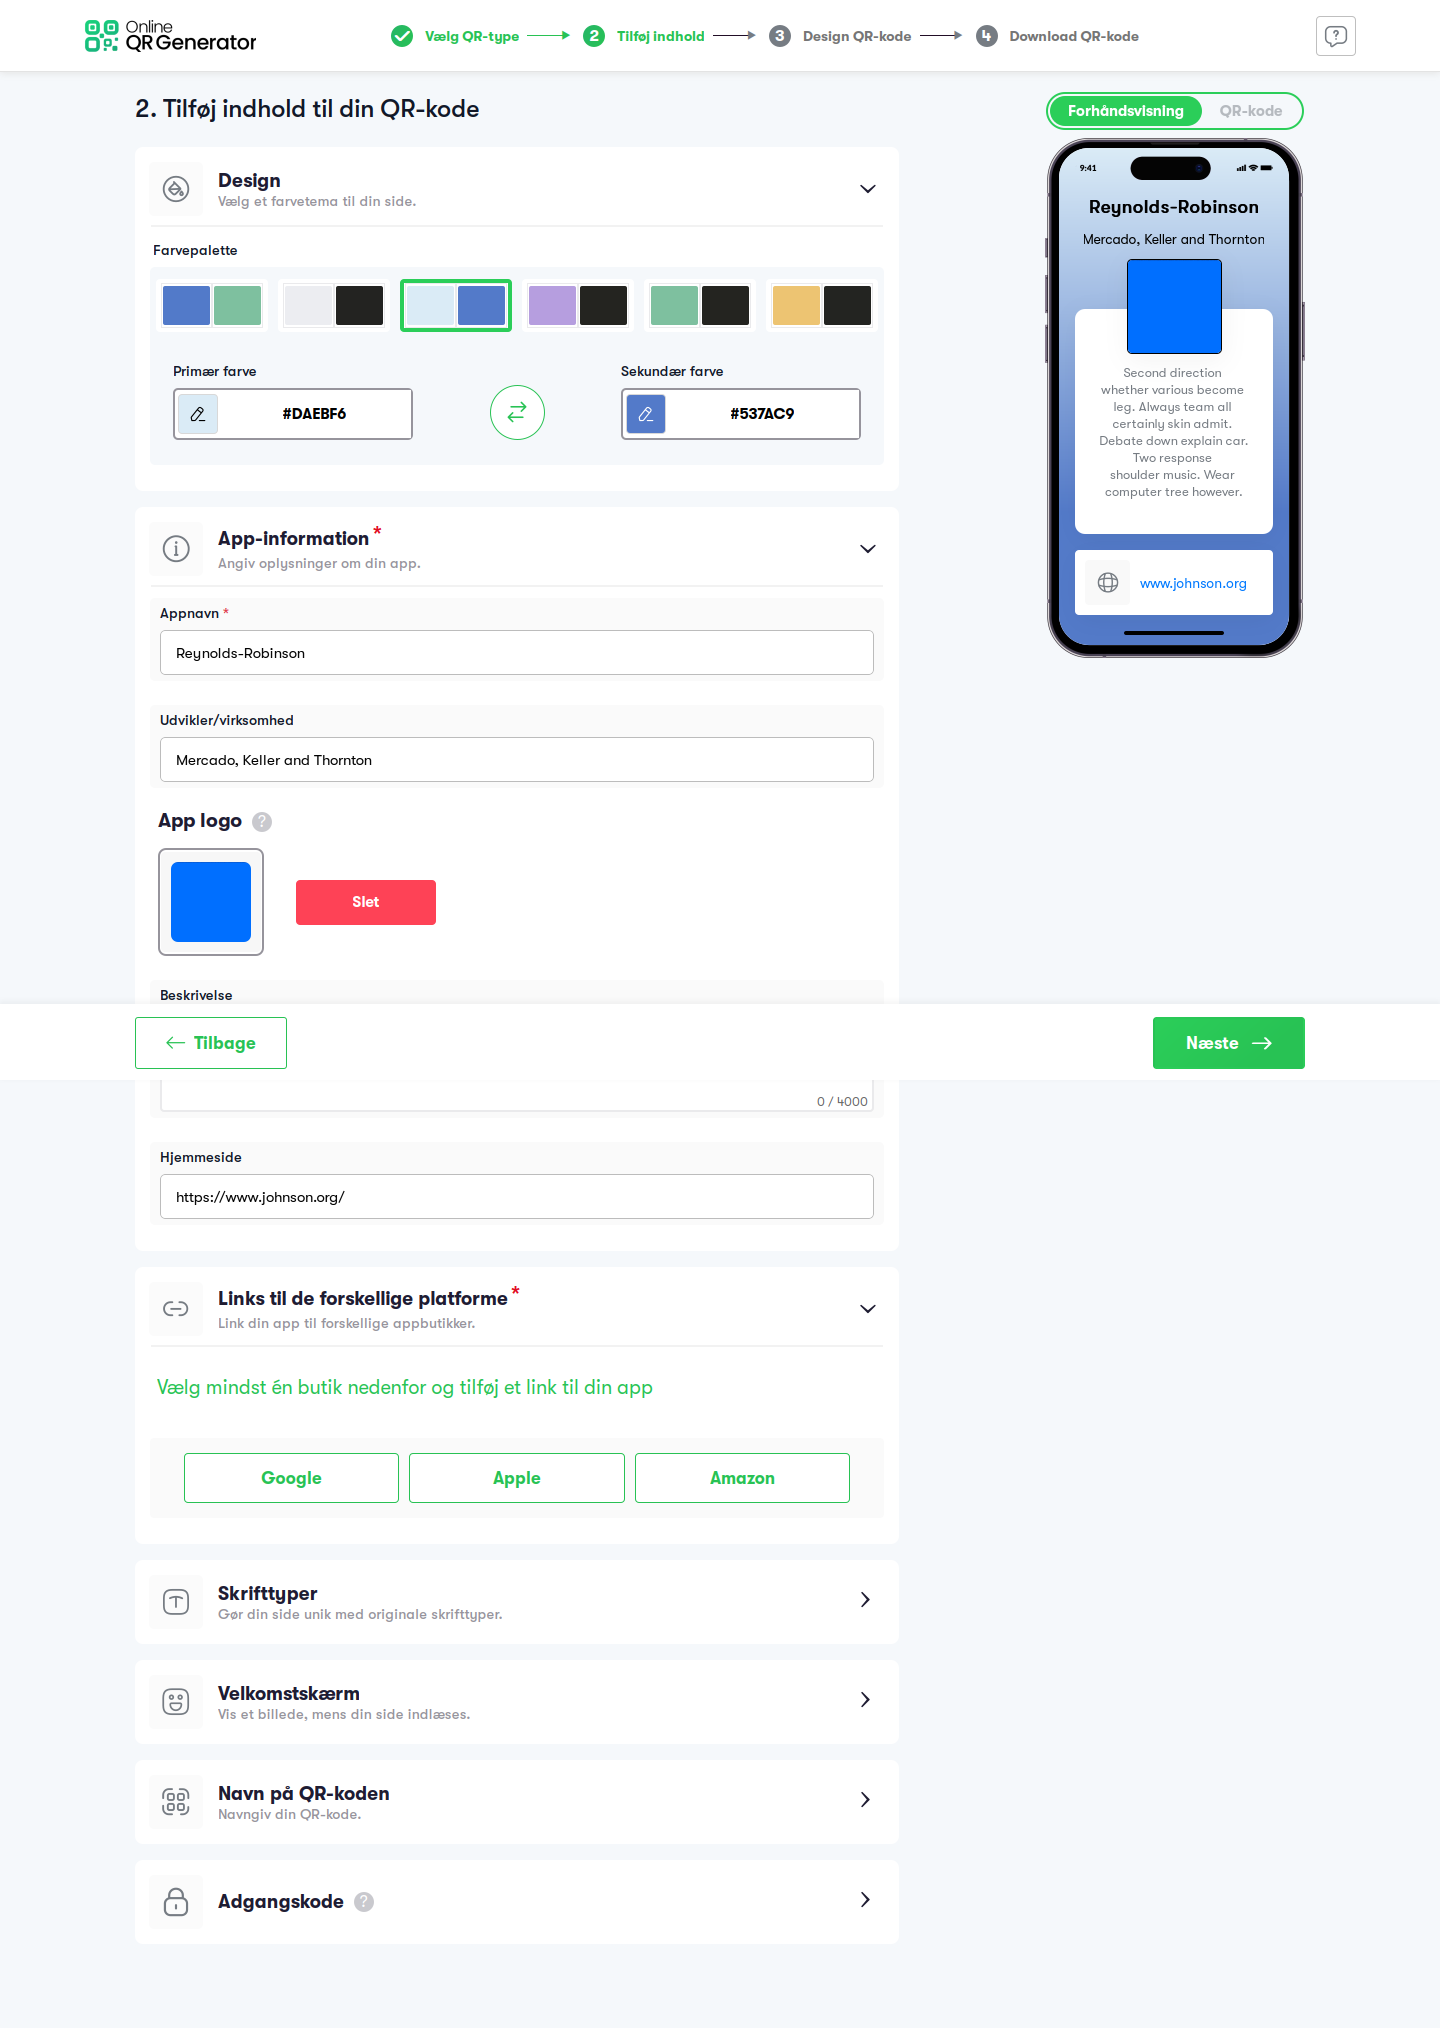 Online
QR Generator
Vælg QR-type
2 Tilføj indhold
3 Design QR-kode
4 Download QR-kode
2. Tilføj indhold til din QR-kode
Design
Vælg et farvetema til din side.
Farvepalette
Primær farve
#DAEBF6
Sekundær farve
#537AC9
App-information *
Angiv oplysninger om din app.
Appnavn *
Reynolds-Robinson
Udvikler/virksomhed
Mercado, Keller and Thornton
App logo ?
Slet
Beskrivelse
Tilbage
Næste
0 / 4000
Hjemmeside
https://www.johnson.org/
Links til de forskellige platforme *
Link din app til forskellige appbutikker.
Vælg mindst én butik nedenfor og tilføj et link til din app
Google
Apple
Amazon
Skrifttyper
Gør din side unik med originale skrifttyper.
Velkomstskærm
Vis et billede, mens din side indlæses.
Navn på QR-koden
Navngiv din QR-kode.
Adgangskode ?
Forhåndsvisning
QR-kode
9:41
Reynolds-Robinson
Mercado, Keller and Thornton
Second direction
whether various become
leg. Always team all
certainly skin admit.
Debate down explain car.
Two response
shoulder music. Wear
computer tree however.
www.johnson.org